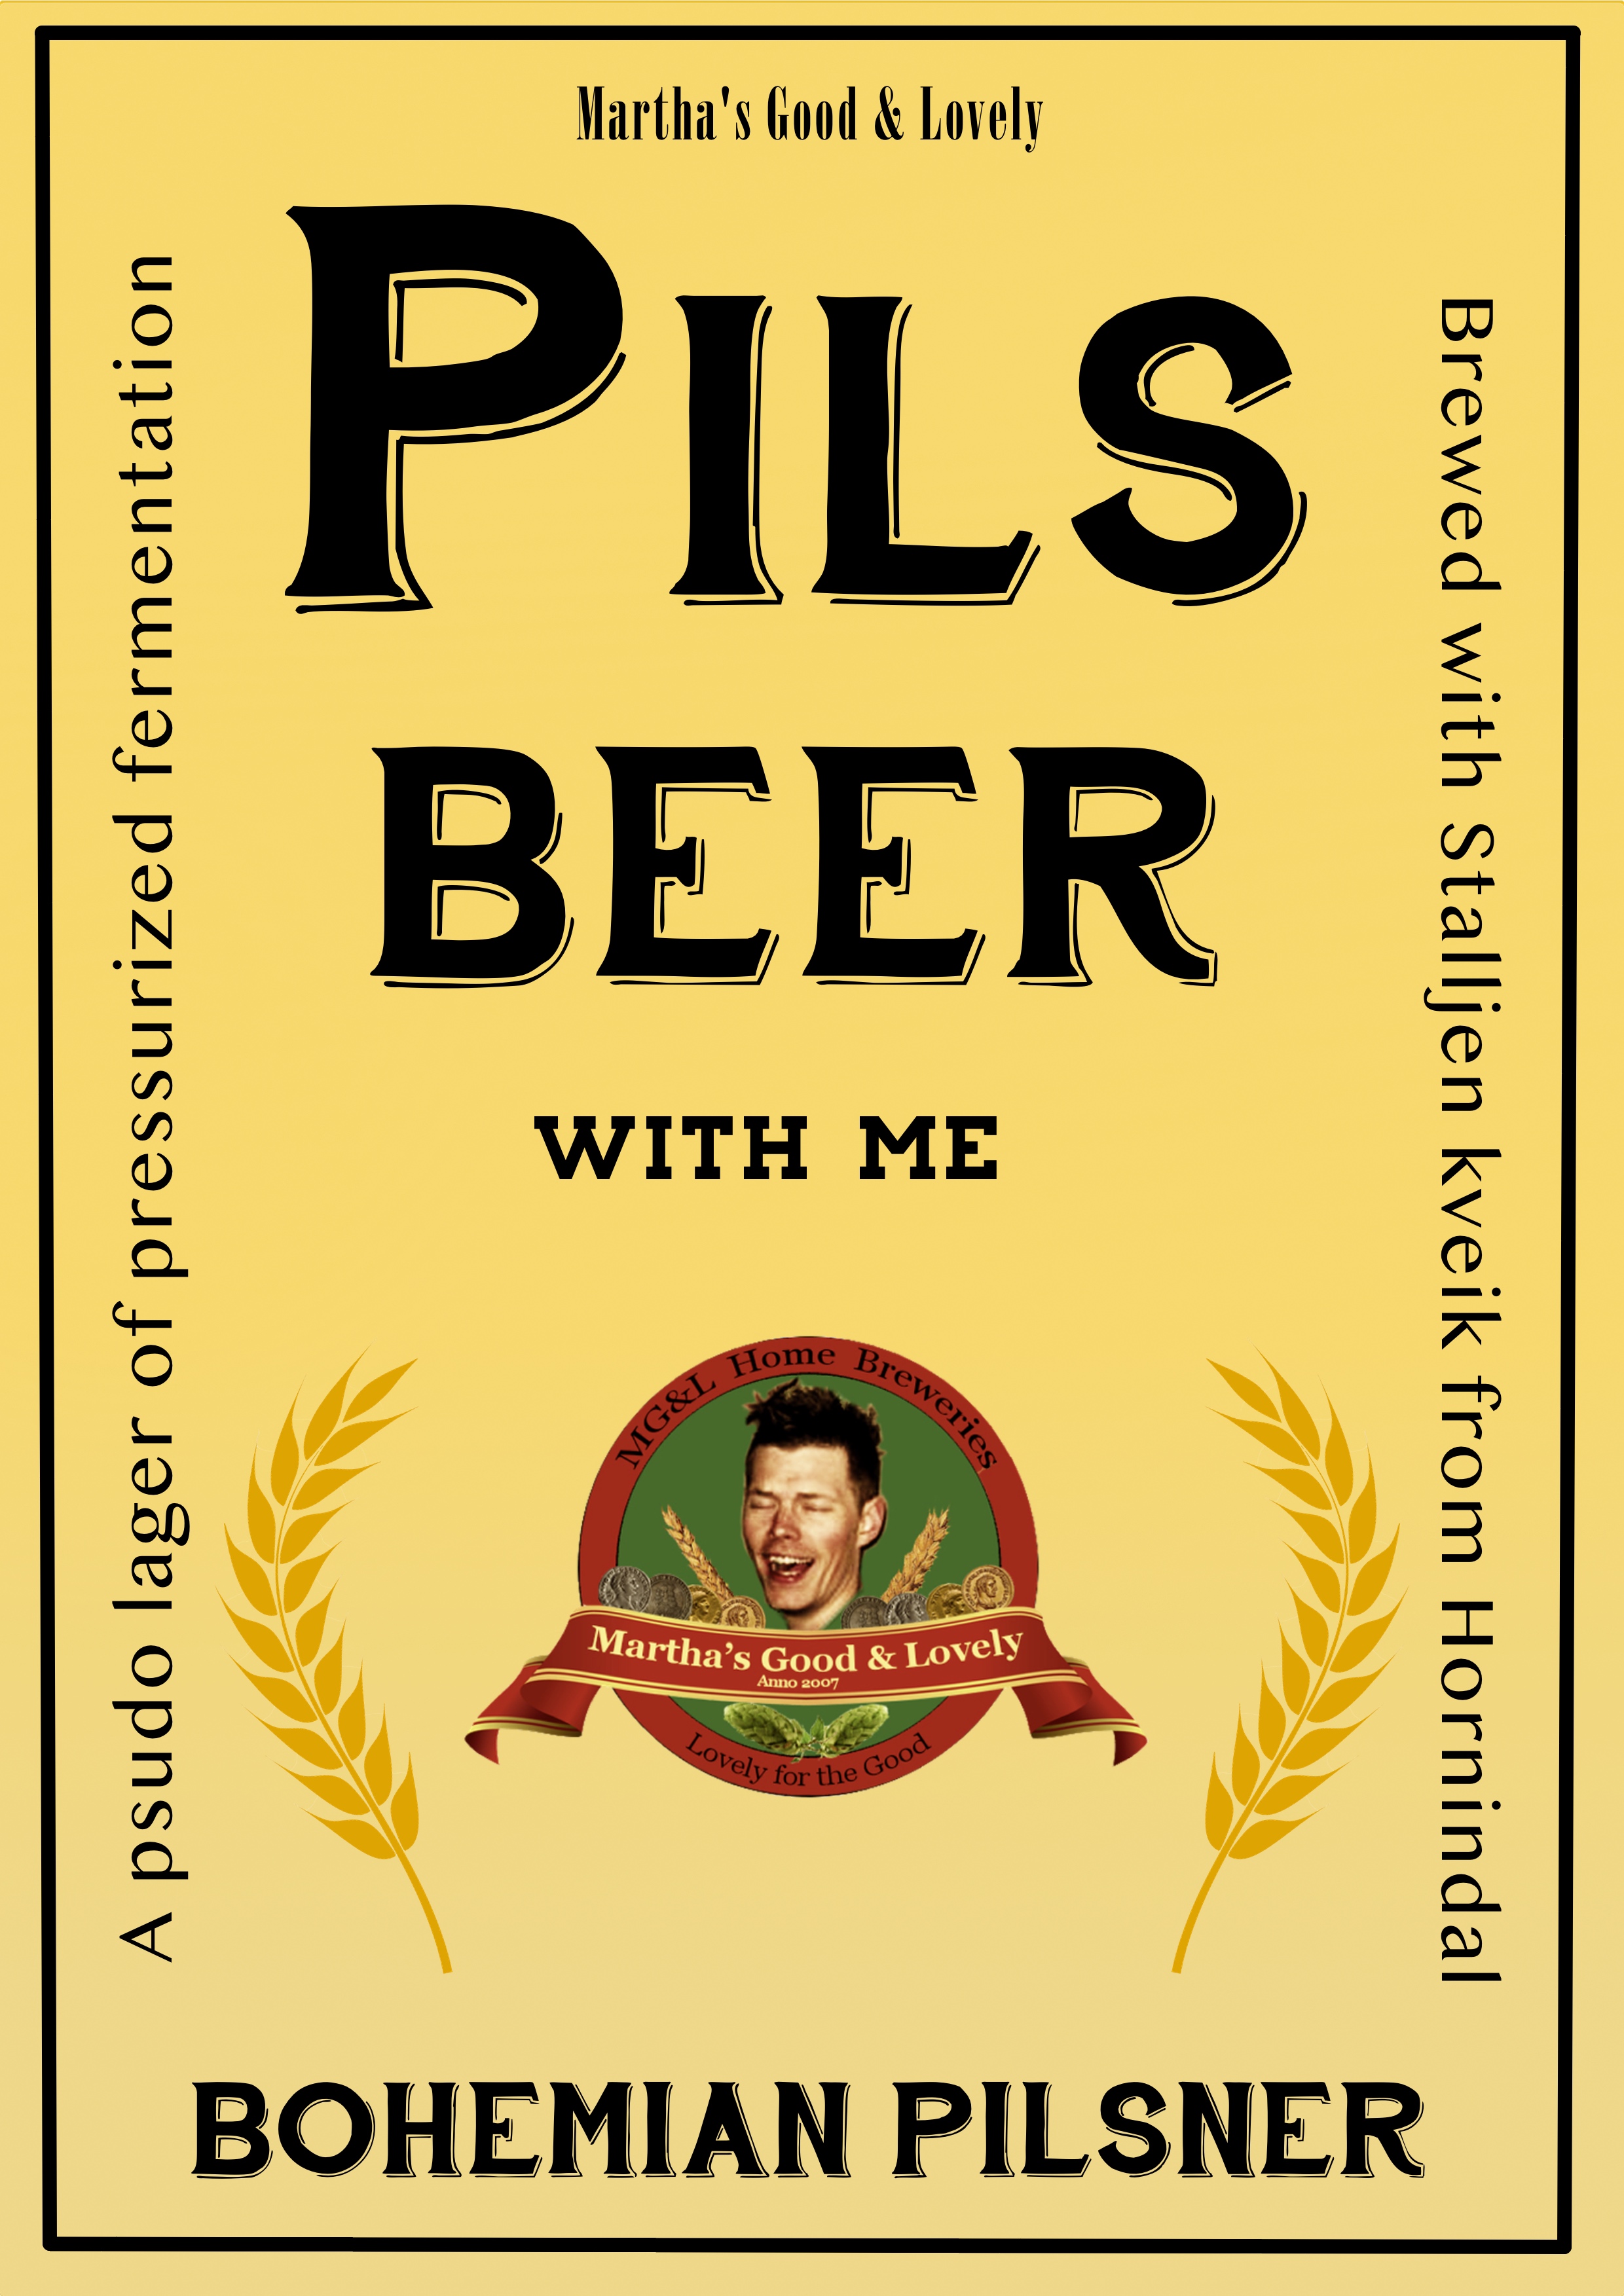 Martha's Good & Lovely
PILS
BEER
WITH ME
A psudo lager of pressurized fermentation
Brewed with Stalljen kveik from Hornindal
MG&L Home Breweries
Martha's Good & Lovely
Anno 2007
Lovely for the Good
BOHEMIAN PILSNER